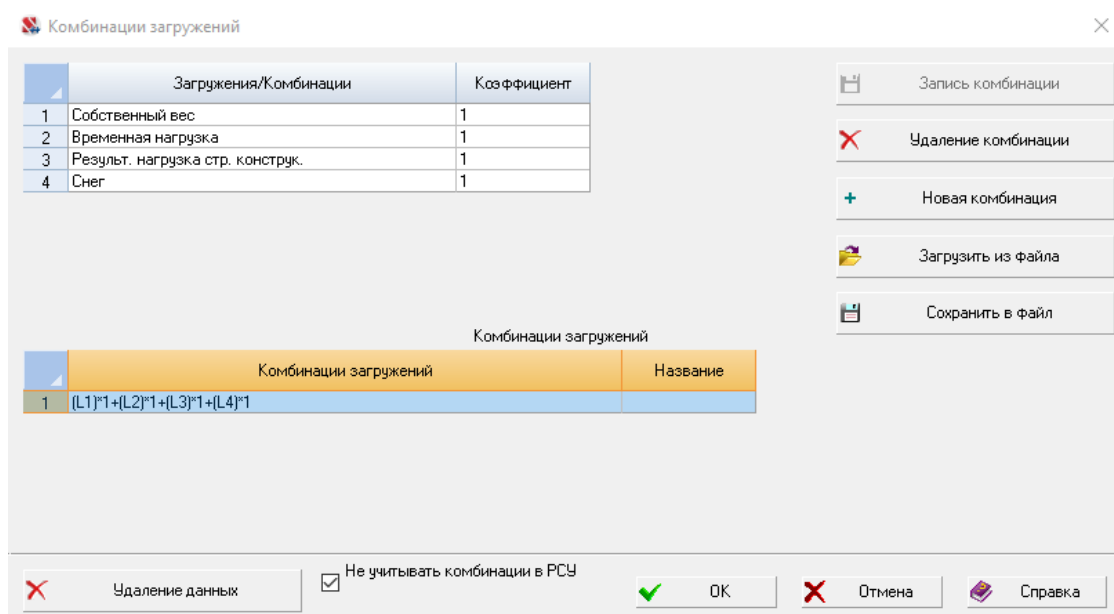 Комбинации загружений
Загружения/Комбинации Коэффициент
1 Собственный вес 1
2 Временная нагрузка 1
3 Результ. нагрузка стр. конструк. 1
4 Снег 1
Запись комбинации
Удаление комбинации
Новая комбинация
Загрузить из файла
Сохранить в файл
Комбинации загружений
Комбинации загружений Название
1 (L1)*1+(L2)*1+(L3)*1+(L4)*1
Удаление данных
Не учитывать комбинации в РСУ
OK
Отмена
Справка